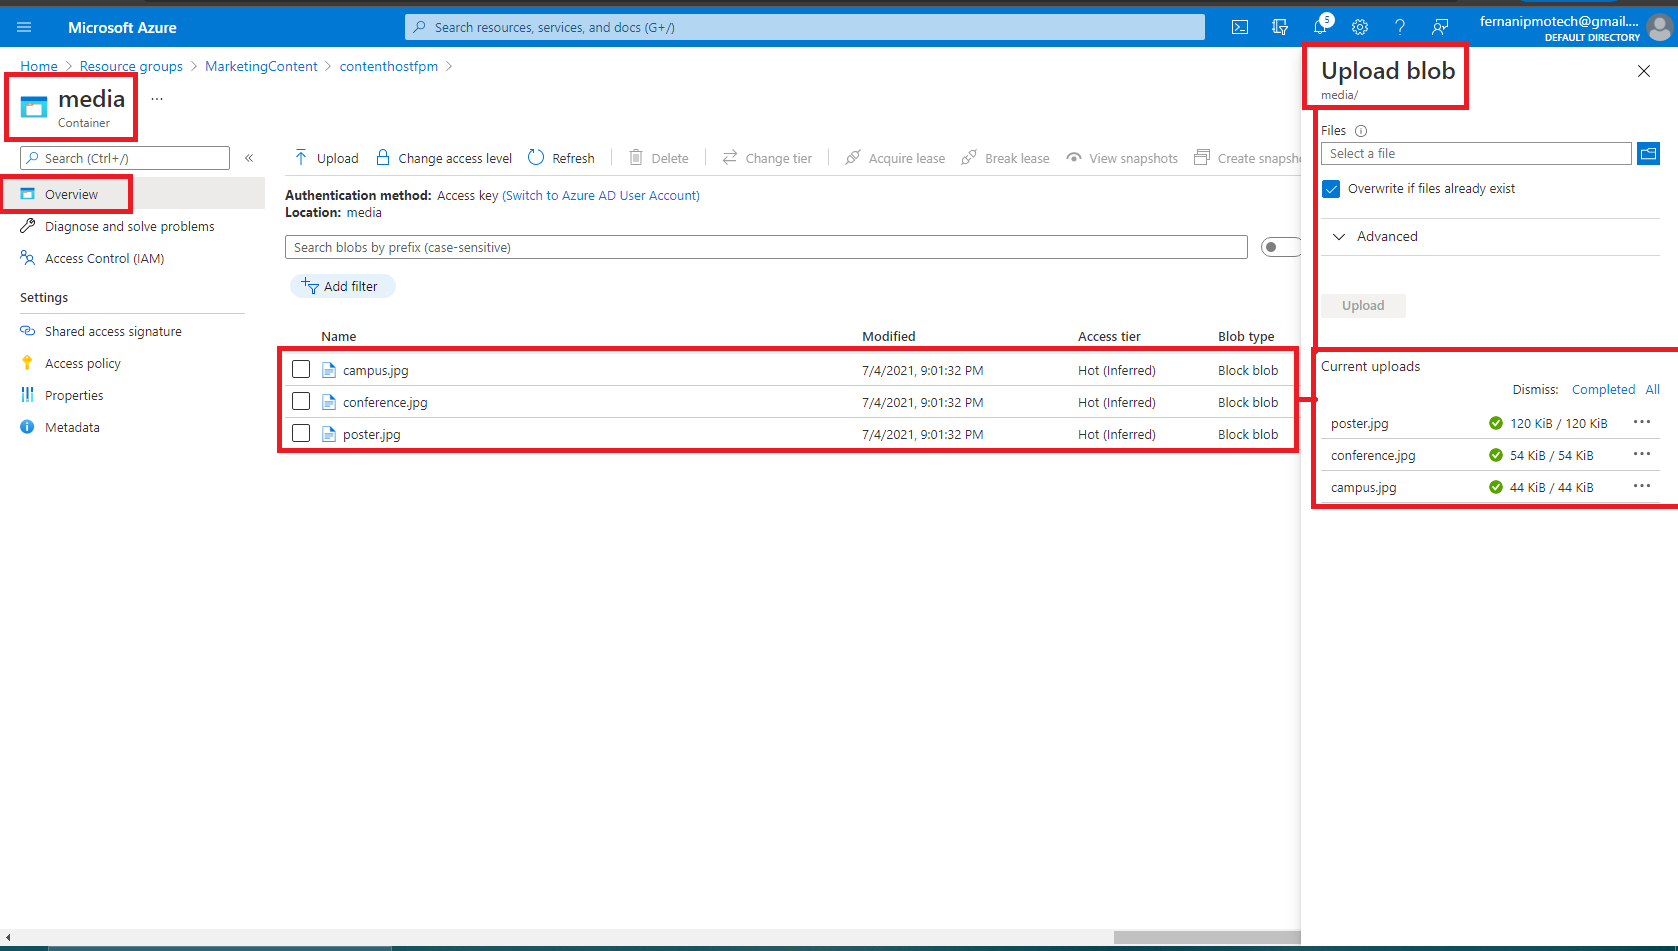 Microsoft Azure
Search resources, services, and docs (G+/)
5
fernanipmotech@gmail....
DEFAULT DIRECTORY
Home > Resource groups > MarketingContent > contenthostfpm >
media ...
Container
Search (Ctrl+/) «
Overview
Diagnose and solve problems
Access Control (IAM)
Settings
Shared access signature
Access policy
Properties
Metadata
Upload Change access level Refresh Delete Change tier Acquire lease Break lease View snapshots Create snapsh
Authentication method: Access key (Switch to Azure AD User Account)
Location: media
Search blobs by prefix (case-sensitive)
Add filter
Name Modified Access tier Blob type
campus.jpg 7/4/2021, 9:01:32 PM Hot (Inferred) Block blob
conference.jpg 7/4/2021, 9:01:32 PM Hot (Inferred) Block blob
poster.jpg 7/4/2021, 9:01:32 PM Hot (Inferred) Block blob
Upload blob
media/
Files
Select a file
Overwrite if files already exist
Advanced
Upload
Current uploads
Dismiss: Completed All
poster.jpg 120 KiB / 120 KiB ...
conference.jpg 54 KiB / 54 KiB ...
campus.jpg 44 KiB / 44 KiB ...